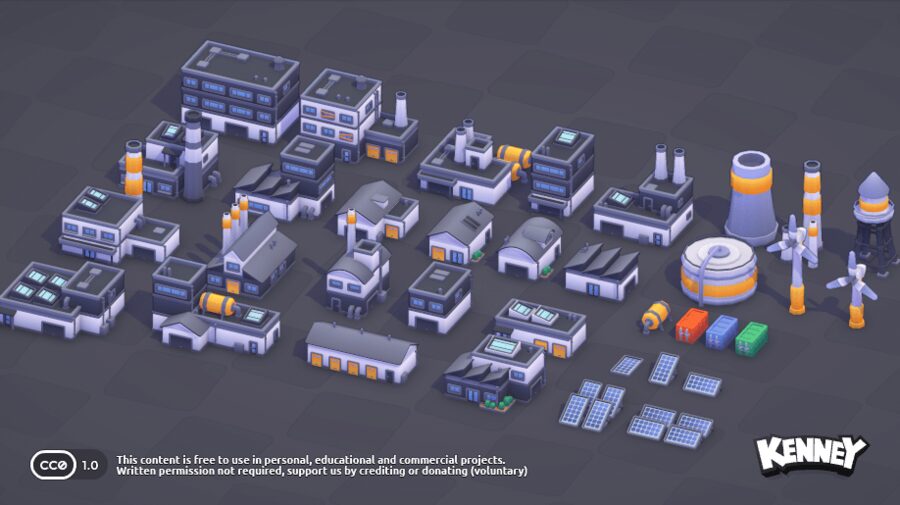 CC0 1.0
This content is free to use in personal, educational and commercial projects.
Written permission not required, support us by crediting or donating (voluntary)
KENNEY